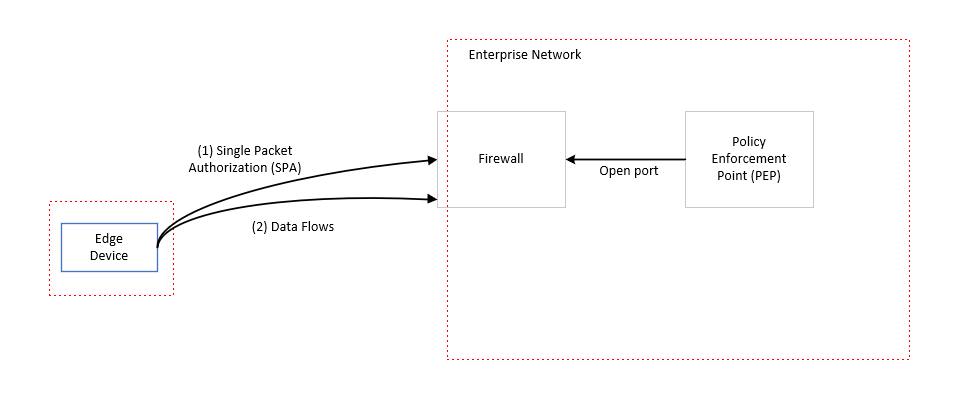 Enterprise Network
(1) Single Packet
Authorization (SPA)
Firewall
Policy
Enforcement
Point (PEP)
Open port
(2) Data Flows
Edge
Device